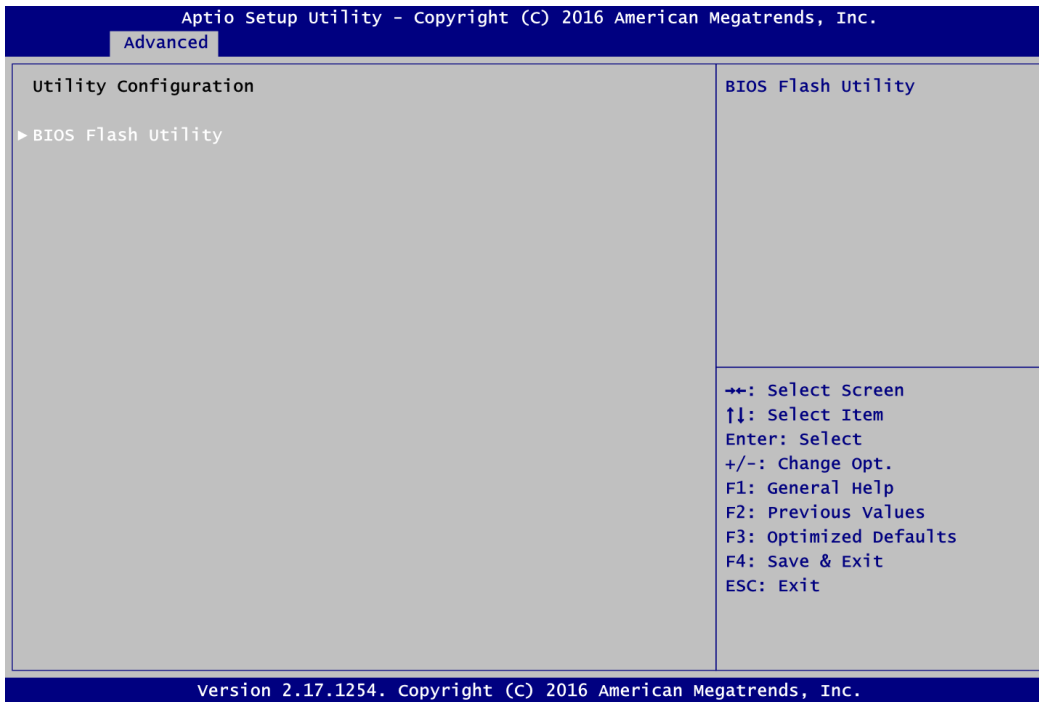 Aptio Setup Utility - Copyright (C) 2016 American Megatrends, Inc.
Advanced
Utility Configuration
► BIOS Flash Utility
BIOS Flash Utility
→←: Select Screen
↑↓: Select Item
Enter: Select
+/-: Change Opt.
F1: General Help
F2: Previous Values
F3: Optimized Defaults
F4: Save & Exit
ESC: Exit
Version 2.17.1254. Copyright (C) 2016 American Megatrends, Inc.